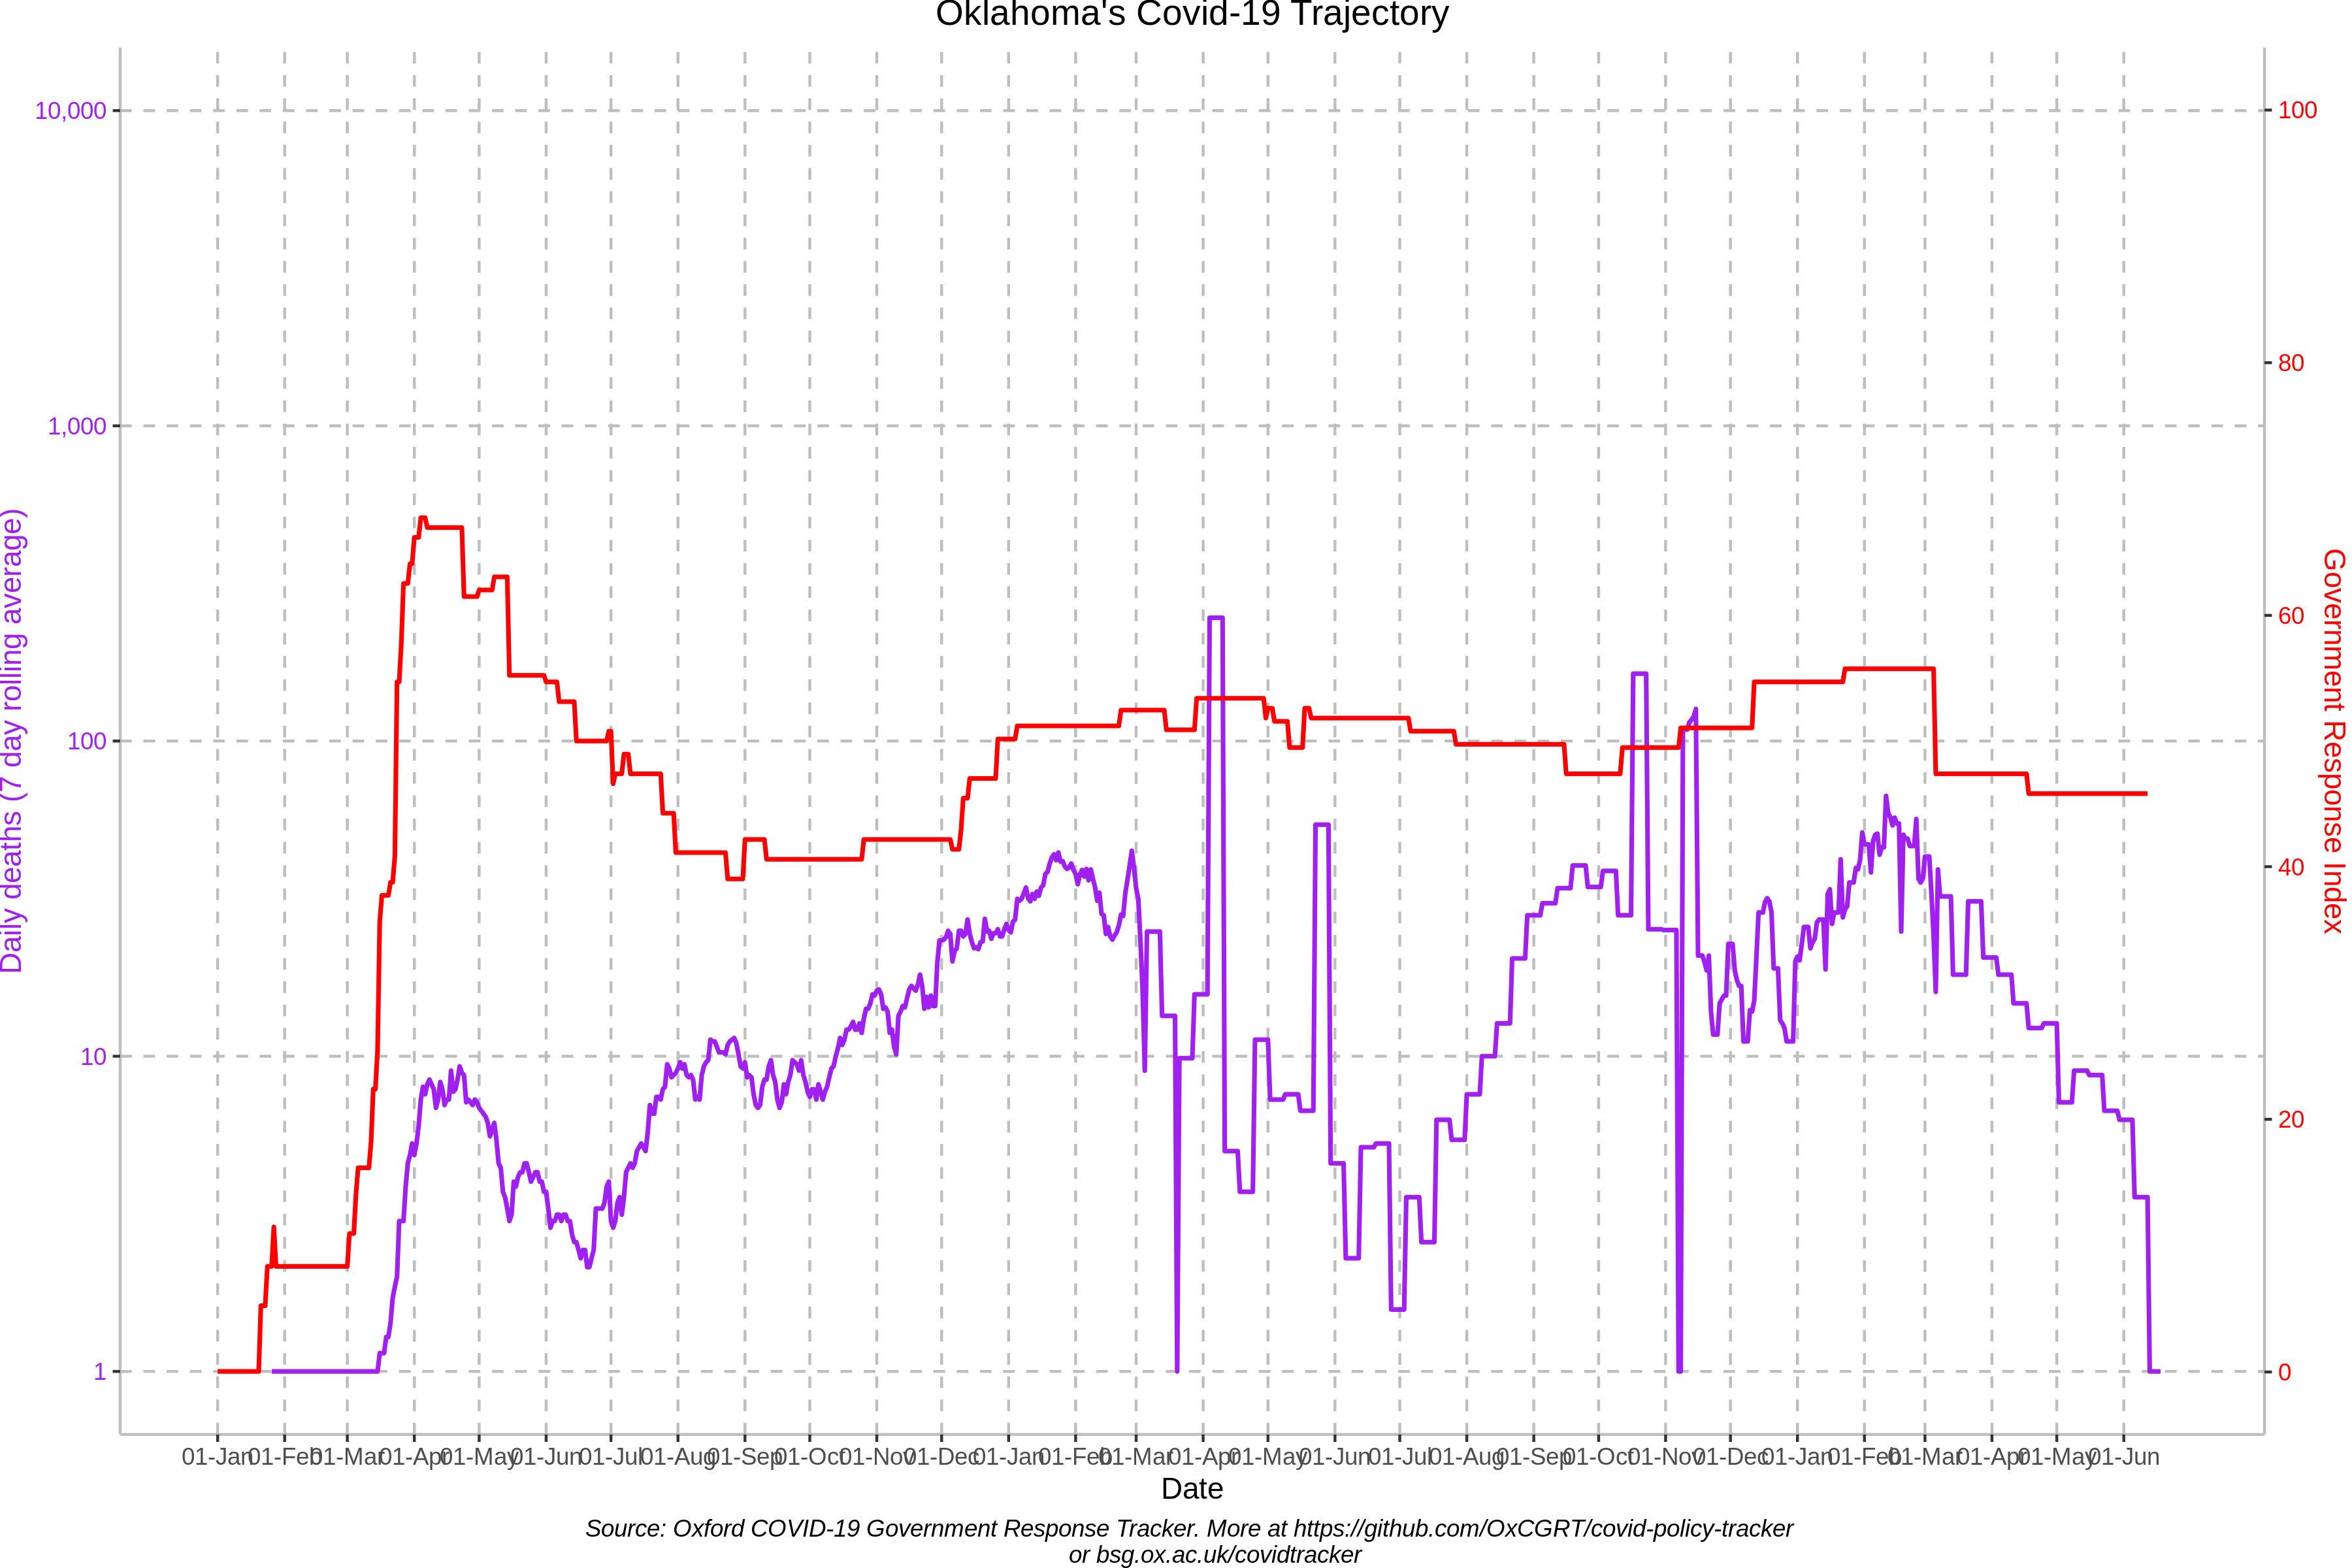 Oklahoma's Covid-19 Trajectory
10,000
1,000
100
10
1
Daily deaths (7 day rolling average)
100
80
60
40
20
0
Government Response Index
01-Jan 01-Feb 01-Mar 01-Apr 01-May 01-Jun 01-Jul 01-Aug 01-Sep 01-Oct 01-Nov 01-Dec 01-Jan 01-Feb 01-Mar 01-Apr 01-May 01-Jun 01-Jul 01-Aug 01-Sep 01-Oct 01-Nov 01-Dec 01-Jan 01-Feb 01-Mar 01-Apr 01-May 01-Jun
Date
Source: Oxford COVID-19 Government Response Tracker. More at https://github.com/OxCGRT/covid-policy-tracker
or bsg.ox.ac.uk/covidtracker